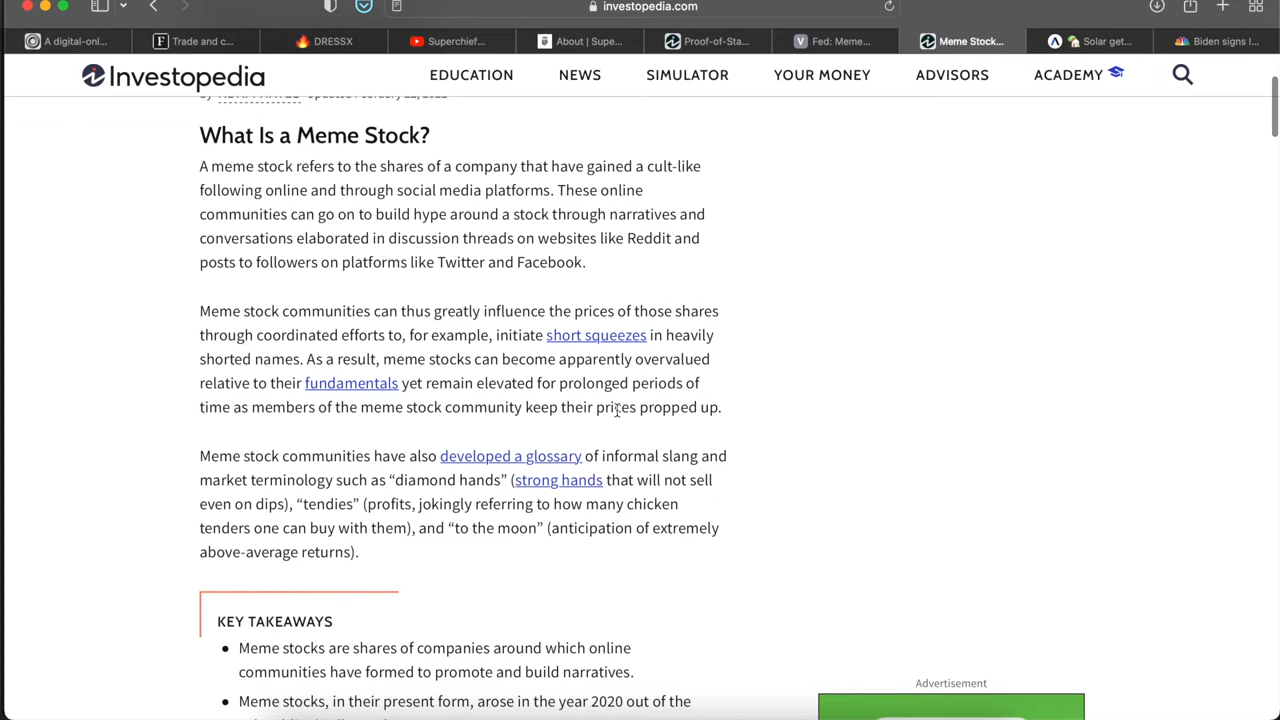 investopedia.com
A digital-onl...
Trade and c...
DRESSX
Superchief...
About | Supe...
Proof-of-Sta...
Fed: Meme...
Meme Stock...
Solar get...
Biden signs I...
Investopedia
EDUCATION
NEWS
SIMULATOR
YOUR MONEY
ADVISORS
ACADEMY
What Is a Meme Stock?
A meme stock refers to the shares of a company that have gained a cult-like
following online and through social media platforms. These online
communities can go on to build hype around a stock through narratives and
conversations elaborated in discussion threads on websites like Reddit and
posts to followers on platforms like Twitter and Facebook.
Meme stock communities can thus greatly influence the prices of those shares
through coordinated efforts to, for example, initiate short squeezes in heavily
shorted names. As a result, meme stocks can become apparently overvalued
relative to their fundamentals yet remain elevated for prolonged periods of
time as members of the meme stock community keep their prices propped up.
Meme stock communities have also developed a glossary of informal slang and
market terminology such as “diamond hands” (strong hands that will not sell
even on dips), “tendies” (profits, jokingly referring to how many chicken
tenders one can buy with them), and “to the moon” (anticipation of extremely
above-average returns).
KEY TAKEAWAYS
Meme stocks are shares of companies around which online
communities have formed to promote and build narratives.
Meme stocks, in their present form, arose in the year 2020 out of the
Advertisement